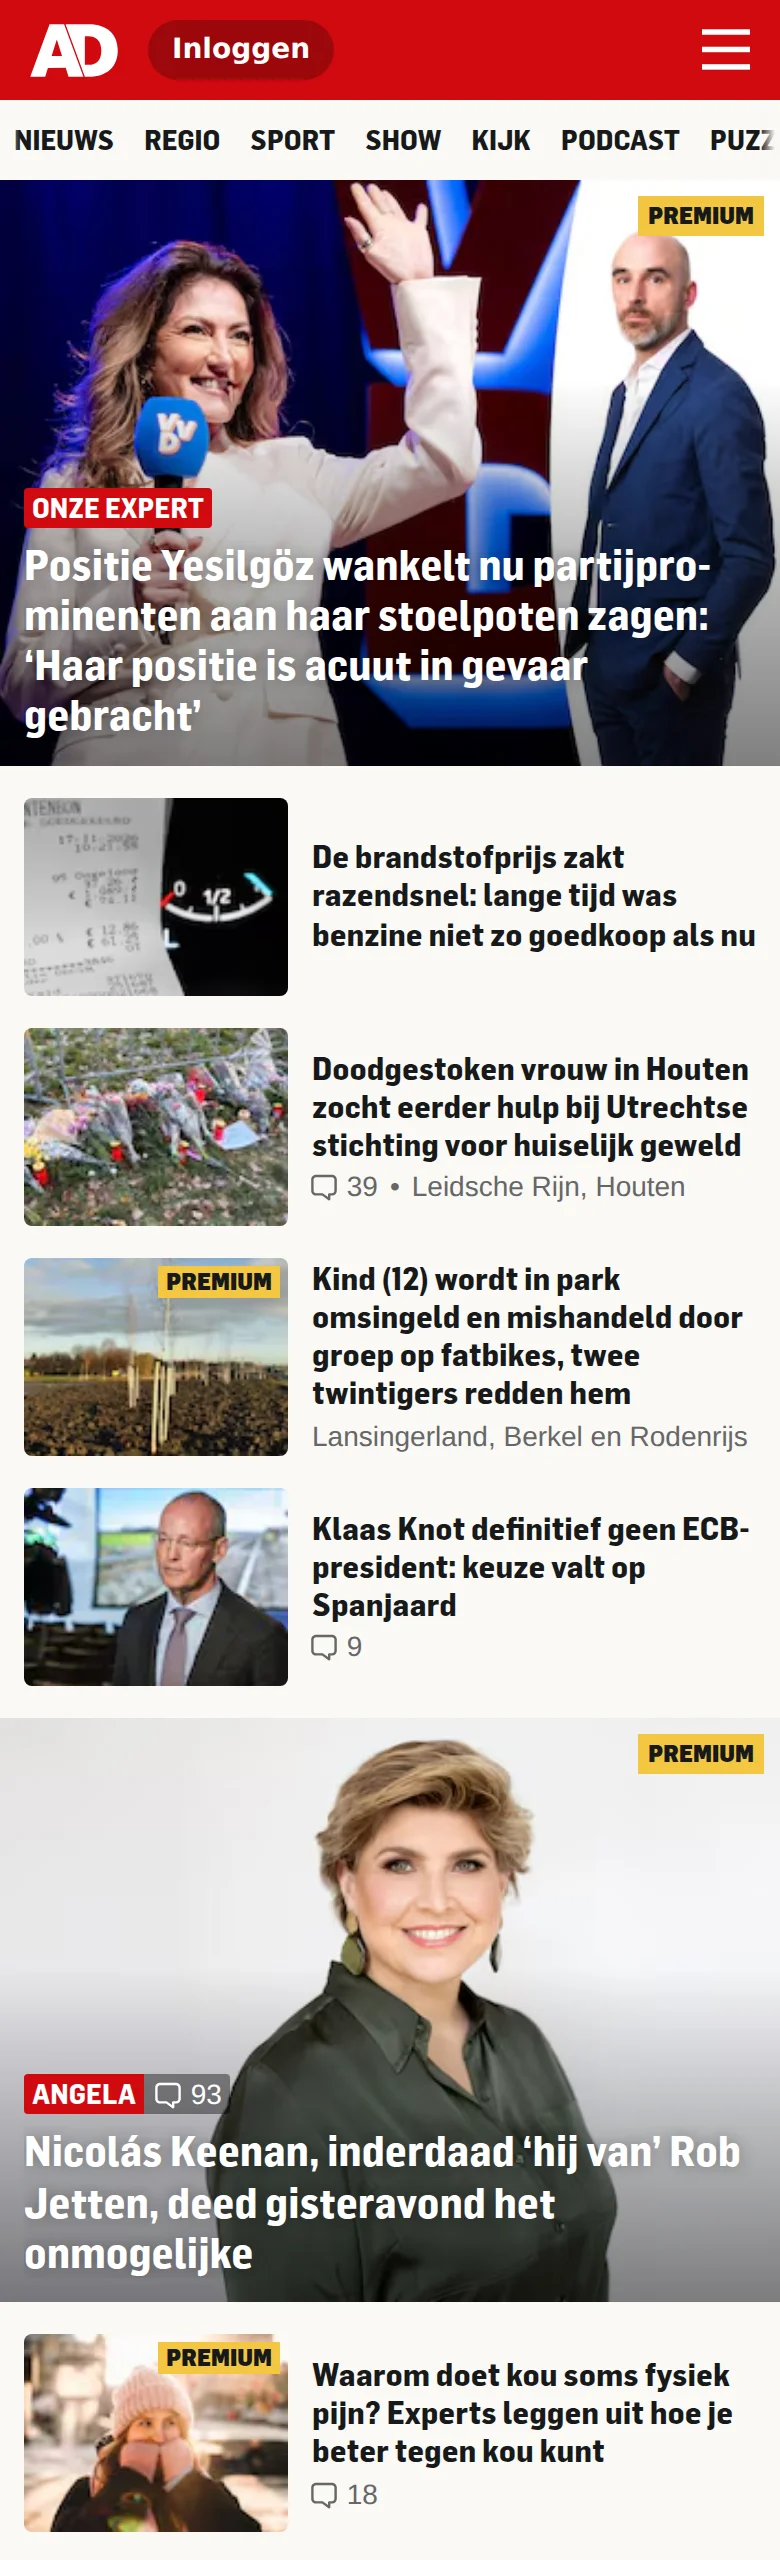 AD
Inloggen
NIEUWS REGIO SPORT SHOW KIJK PODCAST PUZZ
PREMIUM
VVD
ONZE EXPERT
Positie Yesilgöz wankelt nu partijpro-
minenten aan haar stoelpoten zagen:
‘Haar positie is acuut in gevaar
gebracht’
0 1/2
De brandstofprijs zakt
razendsnel: lange tijd was
benzine niet zo goedkoop als nu
Doodgestoken vrouw in Houten
zocht eerder hulp bij Utrechtse
stichting voor huiselijk geweld
39 • Leidsche Rijn, Houten
PREMIUM
Kind (12) wordt in park
omsingeld en mishandeld door
groep op fatbikes, twee
twintigers redden hem
Lansingerland, Berkel en Rodenrijs
Klaas Knot definitief geen ECB-
president: keuze valt op
Spanjaard
9
PREMIUM
ANGELA 93
Nicolás Keenan, inderdaad ‘hij van’ Rob
Jetten, deed gisteravond het
onmogelijke
PREMIUM
Waarom doet kou soms fysiek
pijn? Experts leggen uit hoe je
beter tegen kou kunt
18